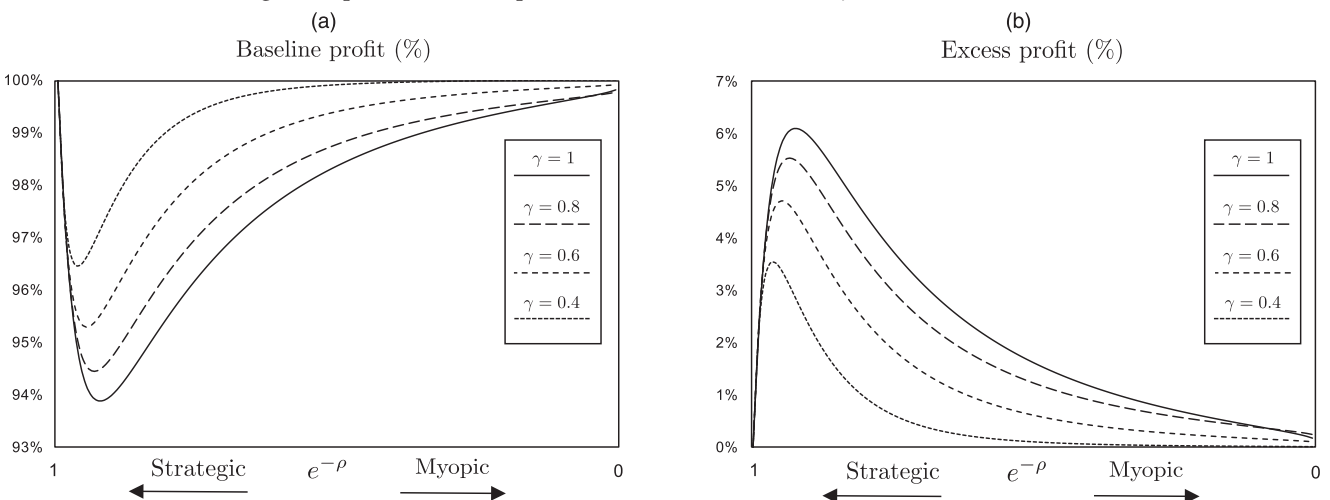 (a)
Baseline profit (%)
100%
99%
98%
97%
96%
95%
94%
93%
γ = 1
γ = 0.8
γ = 0.6
γ = 0.4
1
Strategic
e^{-ρ}
Myopic
0
(b)
Excess profit (%)
7%
6%
5%
4%
3%
2%
1%
0%
γ = 1
γ = 0.8
γ = 0.6
γ = 0.4
1
Strategic
e^{-ρ}
Myopic
0